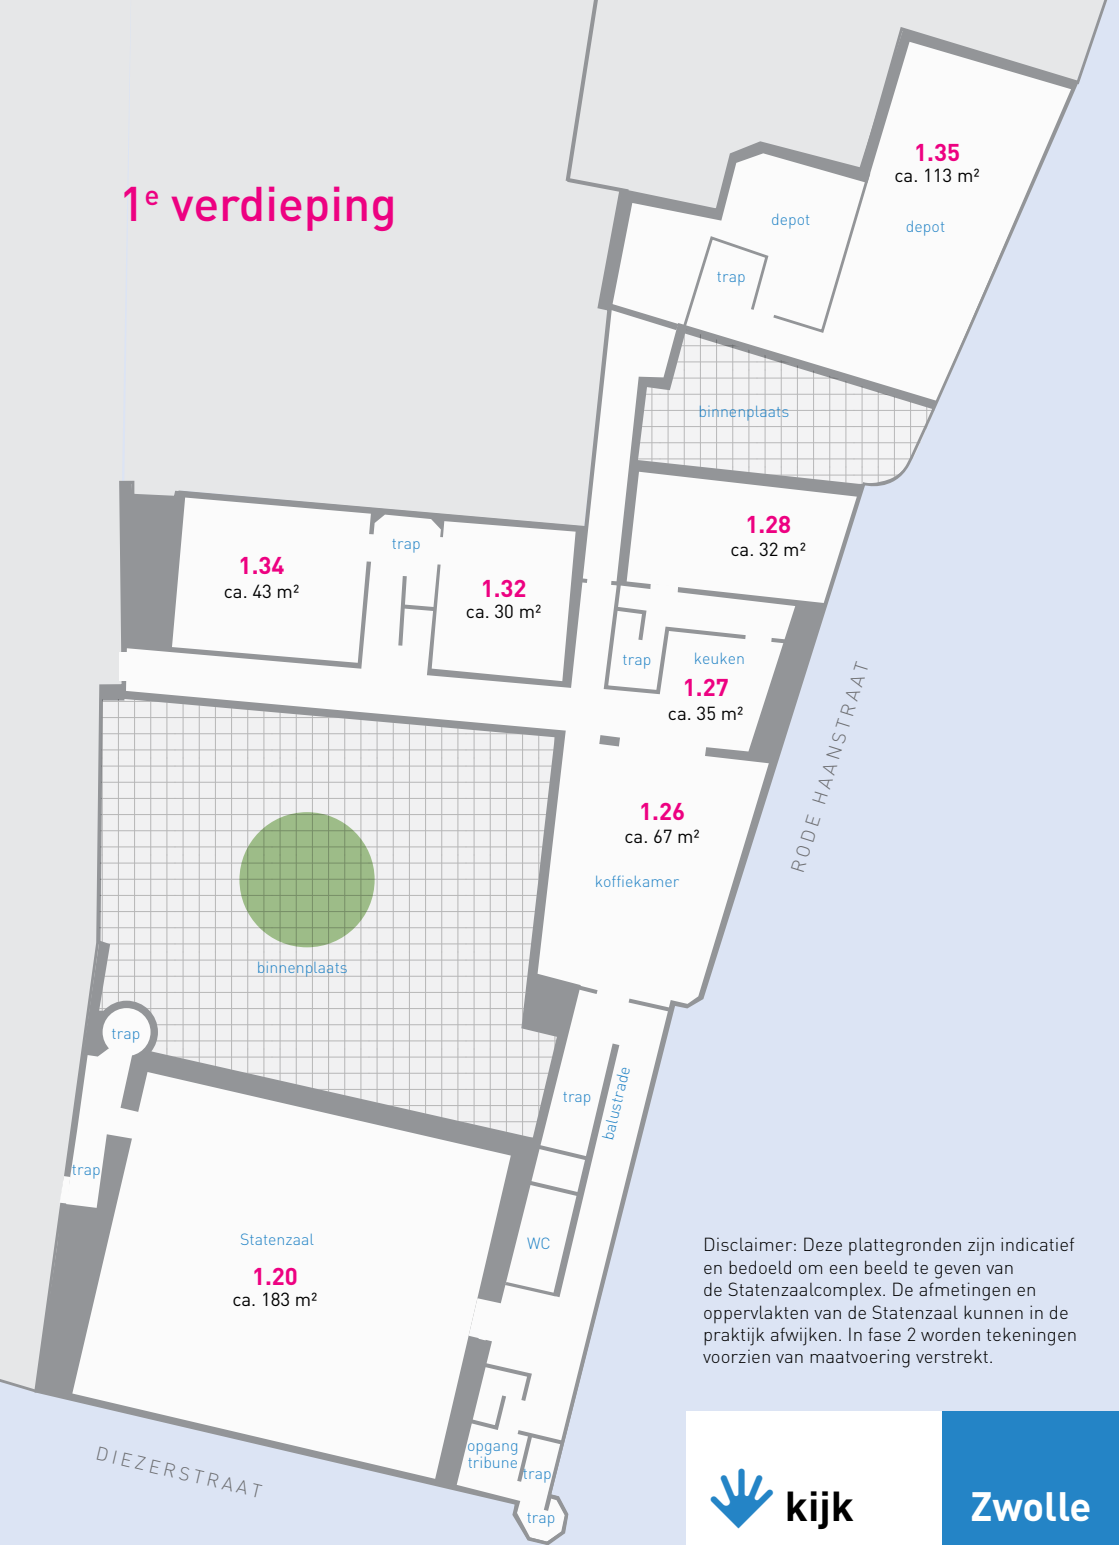 1e verdieping
1.35
ca. 113 m²
depot
depot
trap
binnenplaats
1.28
ca. 32 m²
trap
1.34
ca. 43 m²
1.32
ca. 30 m²
trap
keuken
1.27
ca. 35 m²
RODE HAANSTRAAT
1.26
ca. 67 m²
koffiekamer
binnenplaats
trap
trap
balustrade
trap
WC
Statenzaal
1.20
ca. 183 m²
Disclaimer: Deze plattegronden zijn indicatief
en bedoeld om een beeld te geven van
de Statenzaalcomplex. De afmetingen en
oppervlakten van de Statenzaal kunnen in de
praktijk afwijken. In fase 2 worden tekeningen
voorzien van maatvoering verstrekt.
opgang
tribune
trap
trap
DIEZERSTRAAT
kijk
Zwolle